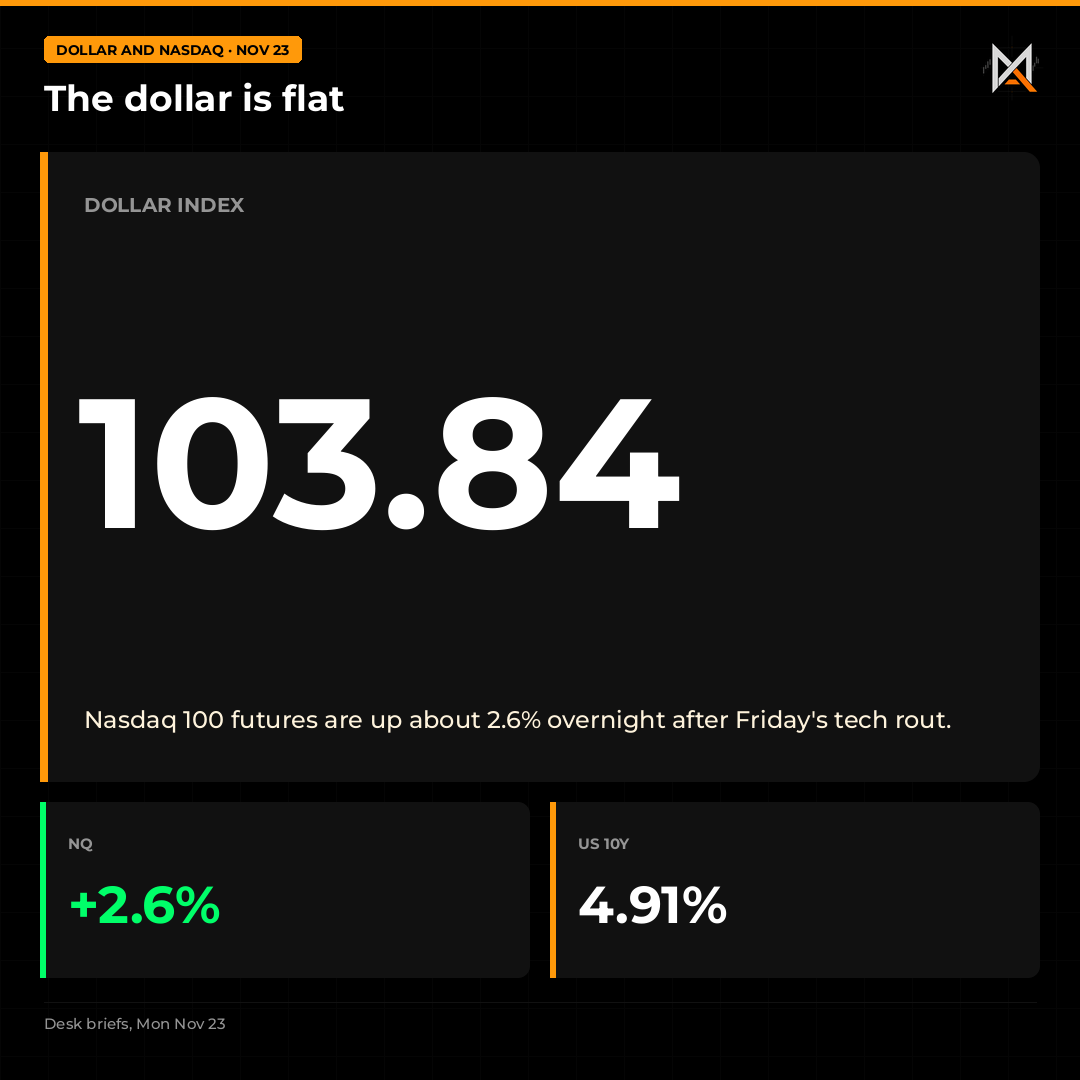 DOLLAR AND NASDAQ · NOV 23
The dollar is flat
DOLLAR INDEX
103.84
Nasdaq 100 futures are up about 2.6% overnight after Friday's tech rout.
NQ
+2.6%
US 10Y
4.91%
Desk briefs, Mon Nov 23